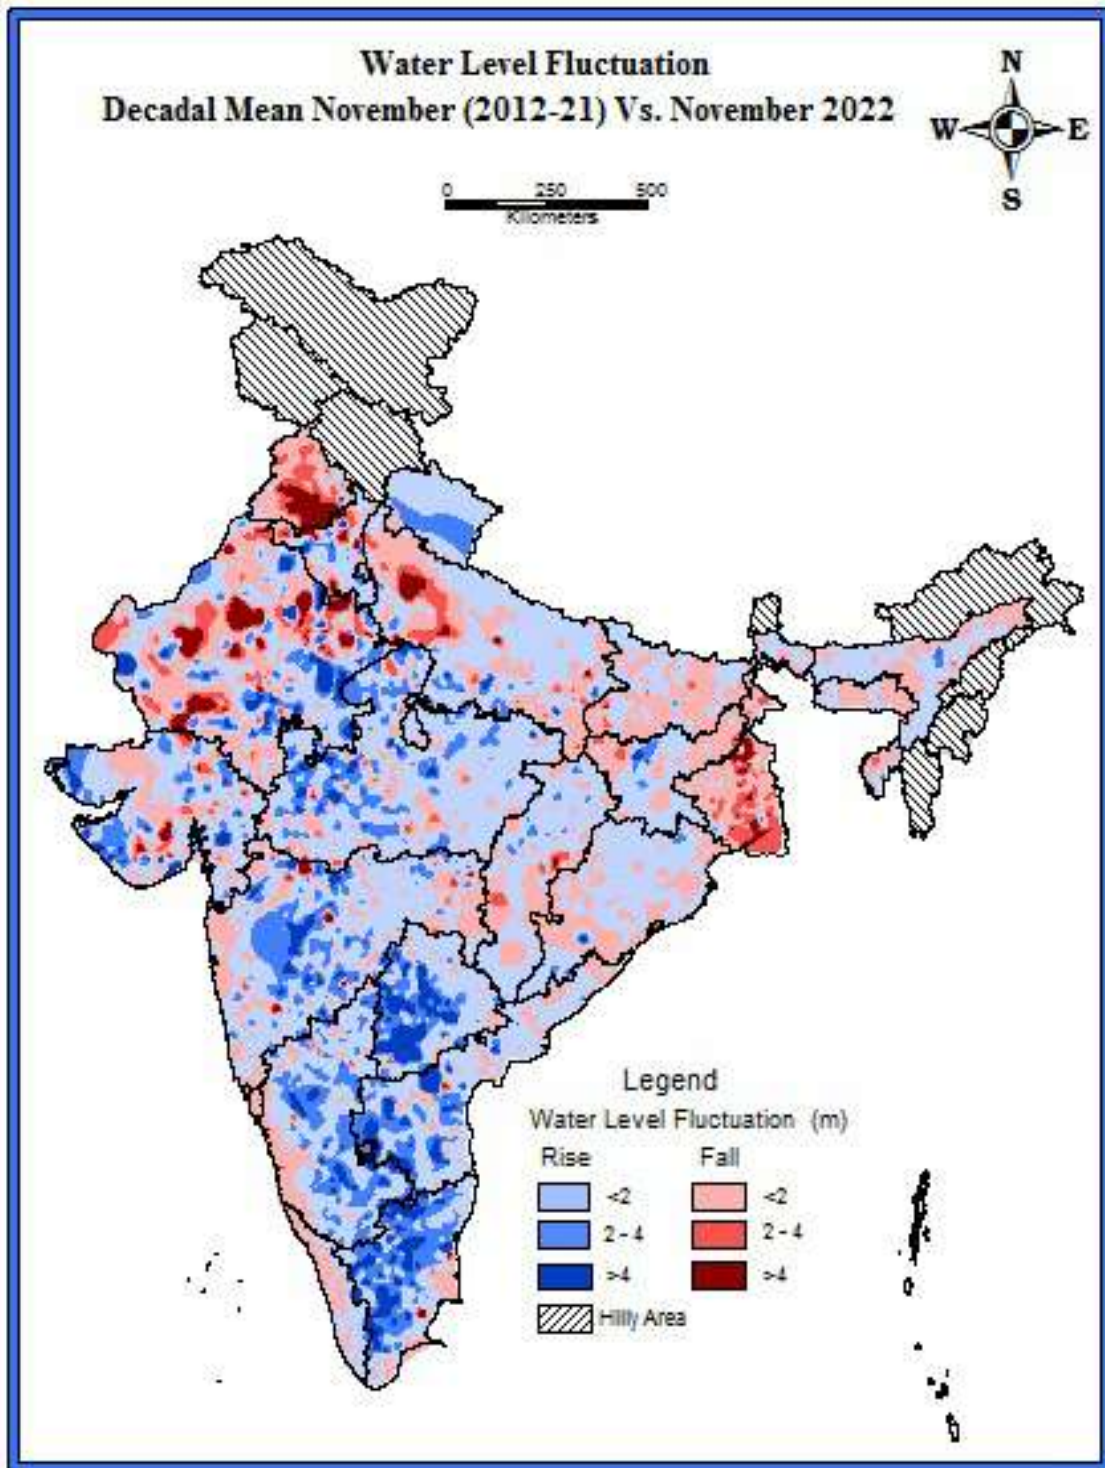 Water Level Fluctuation
Decadal Mean November (2012-21) Vs. November 2022
N
W E
S
0 250 500
Kilometers
Legend
Water Level Fluctuation (m)
Rise Fall
<2 <2
2 - 4 2 - 4
>4 >4
Hilly Area